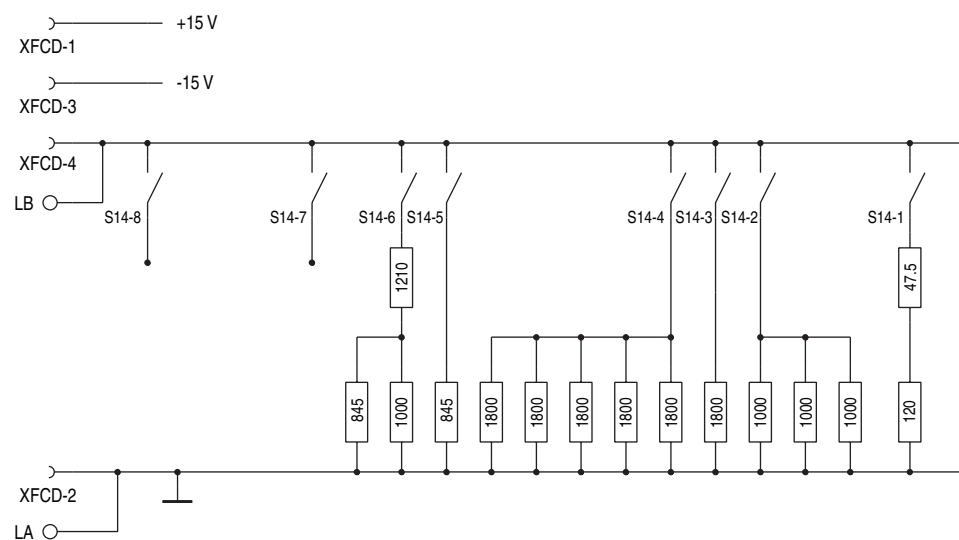 +15 V
XFCD-1
-15 V
XFCD-3
XFCD-4
LB
S14-8
S14-7
S14-6
S14-5
S14-4
S14-3
S14-2
S14-1
1210
47.5
845
1000
845
1800
1800
1800
1800
1800
1800
1000
1000
1000
120
XFCD-2
LA